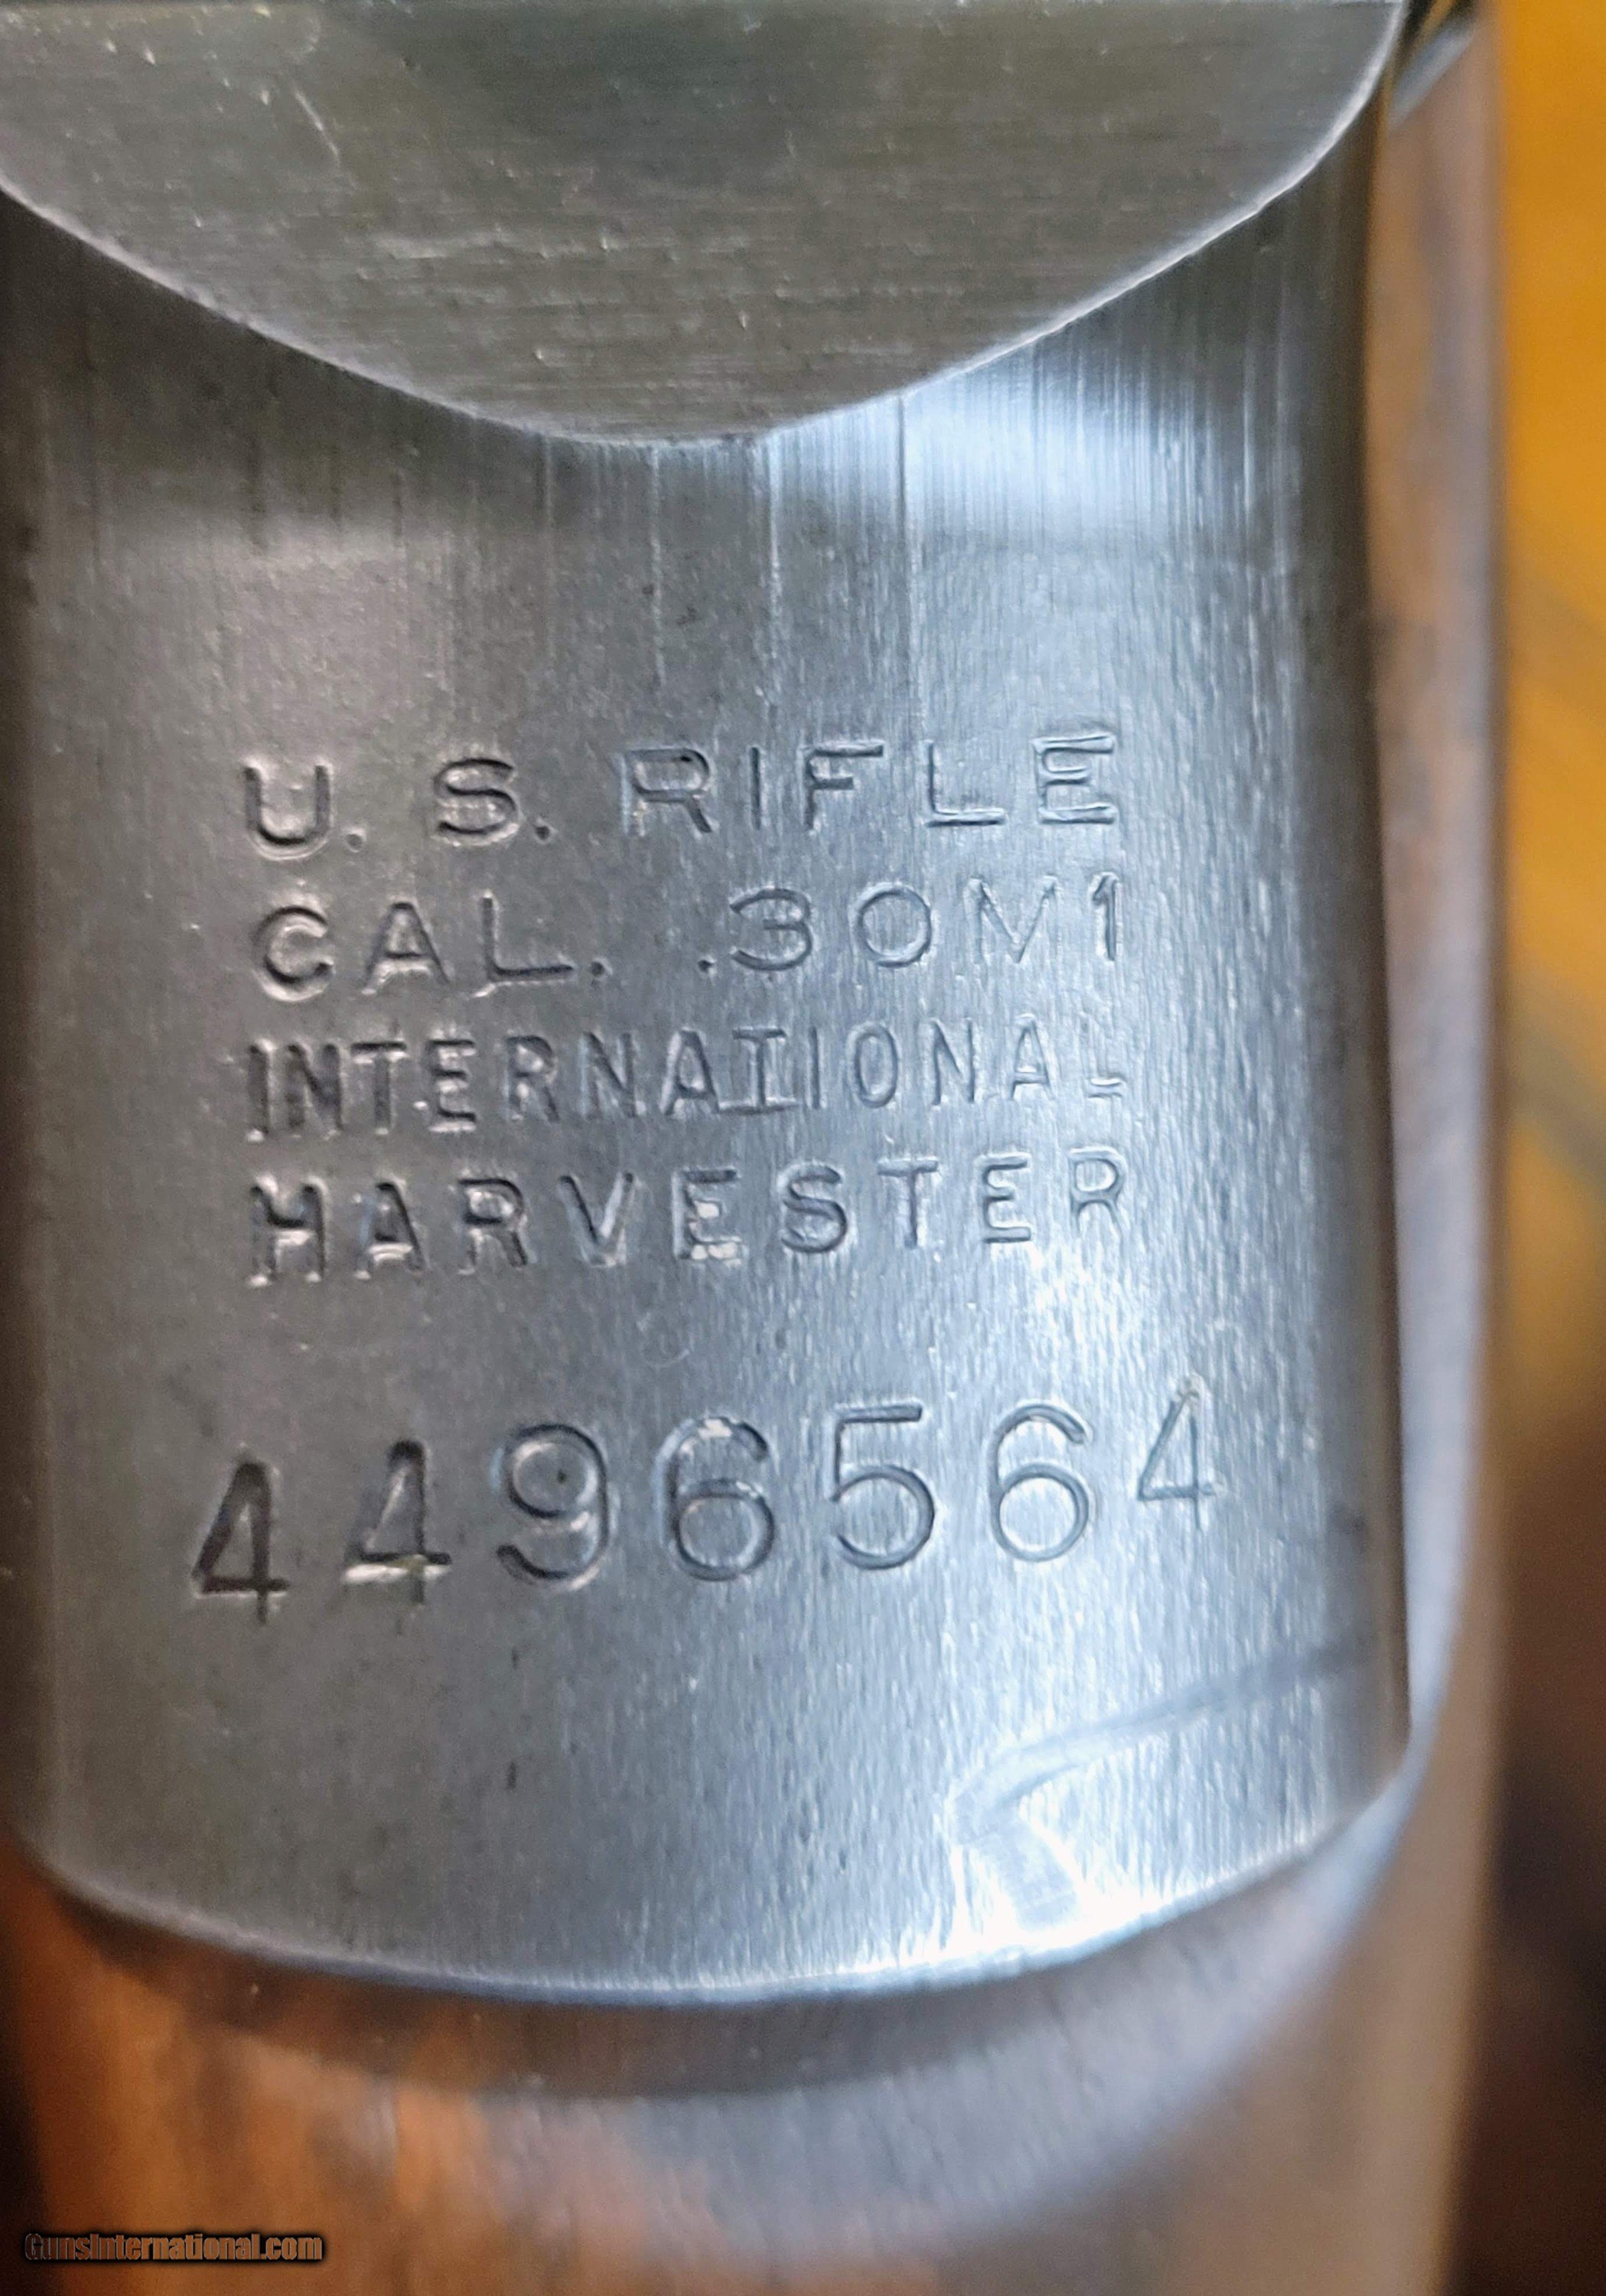 U. S. RIFLE
CAL. .30M1
INTERNATIONAL
HARVESTER
4496564
GunsInternational.com